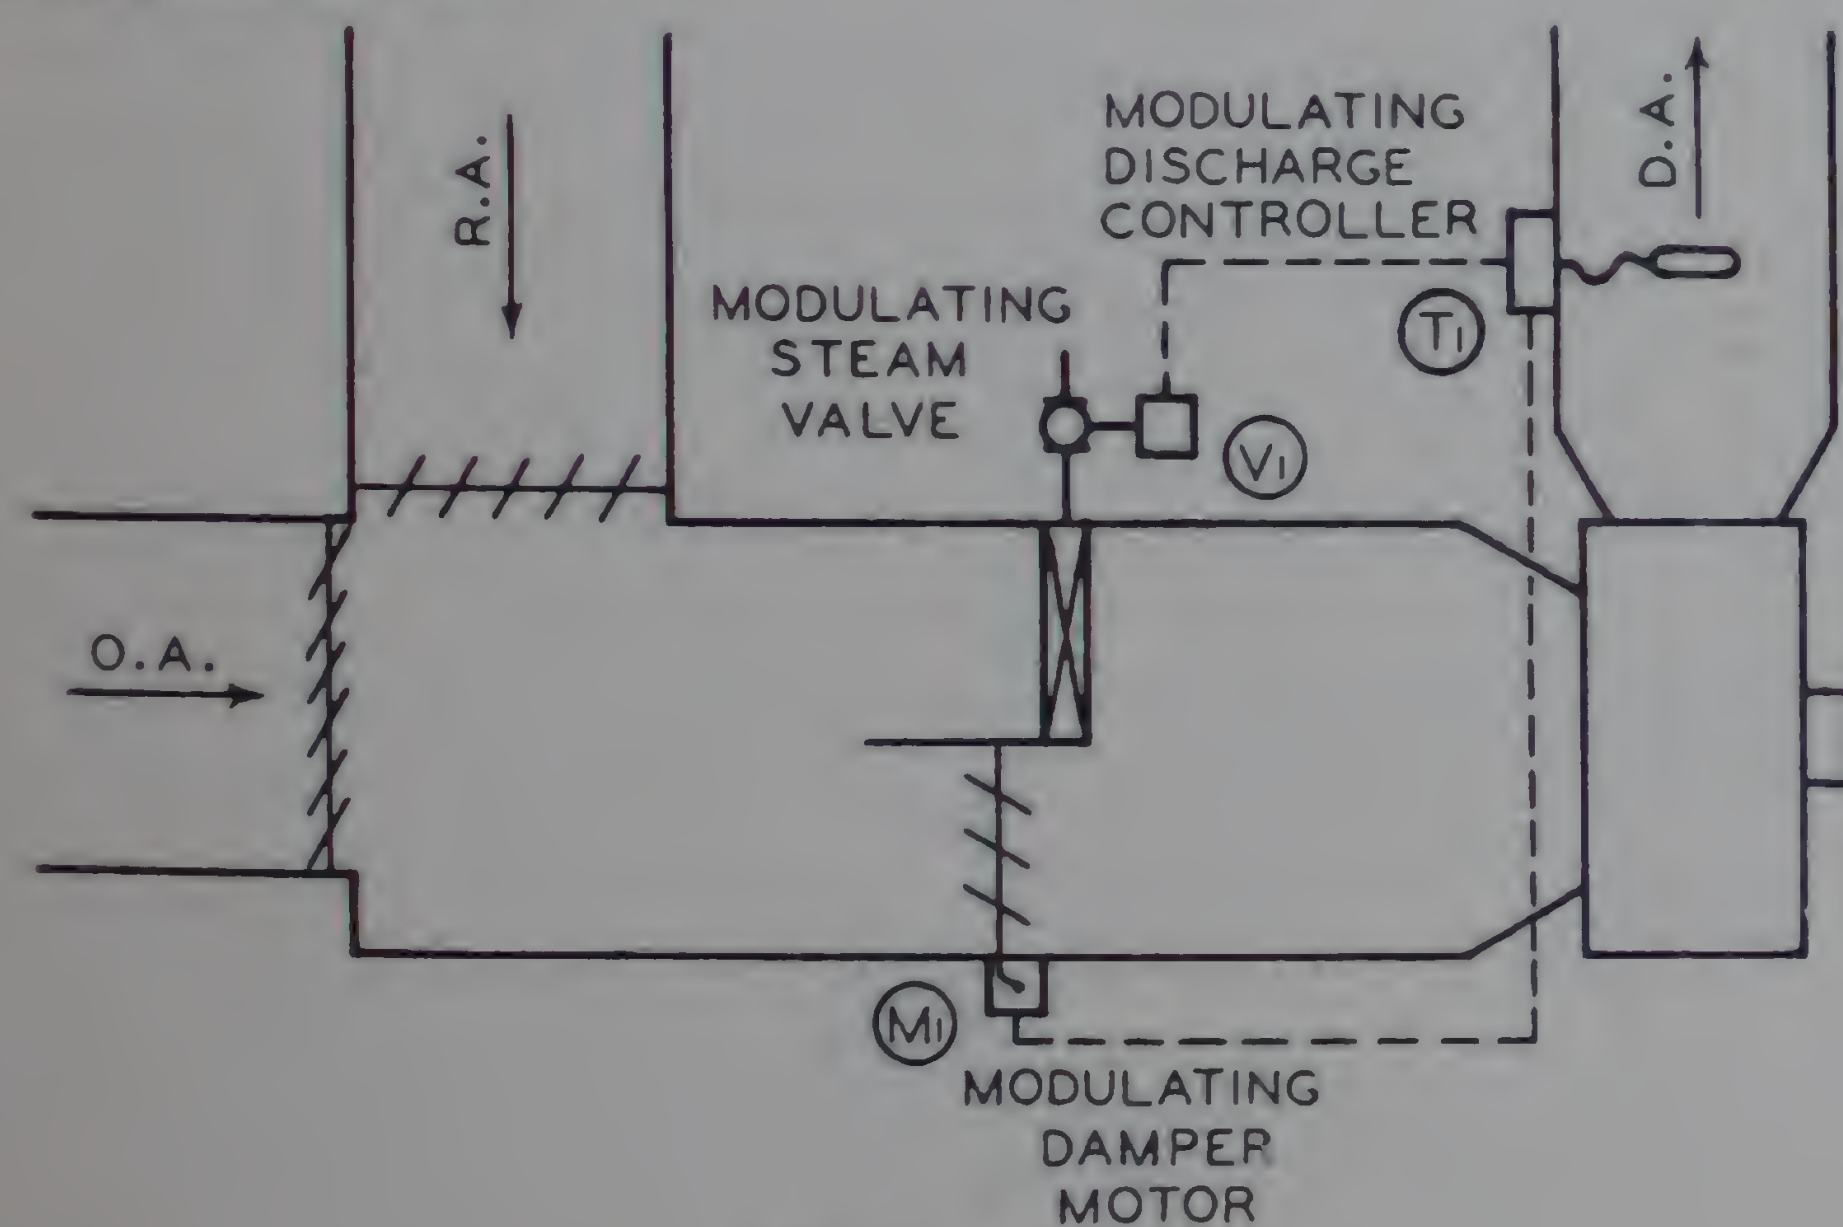 R.A.
D.A.
MODULATING
DISCHARGE
CONTROLLER
T1
MODULATING
STEAM
VALVE
V1
O.A.
M1
MODULATING
DAMPER
MOTOR